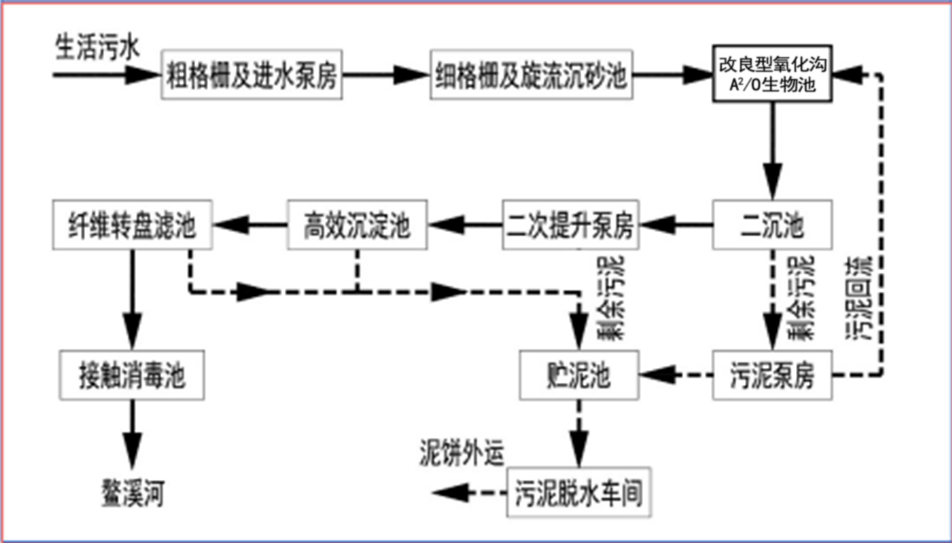 生活污水
粗格栅及进水泵房
细格栅及旋流沉砂池
改良型氧化沟
A²/O生物池
纤维转盘滤池
高效沉淀池
二次提升泵房
二沉池
剩余污泥
剩余污泥
污泥回流
接触消毒池
贮泥池
污泥泵房
泥饼外运
鳌溪河
污泥脱水车间